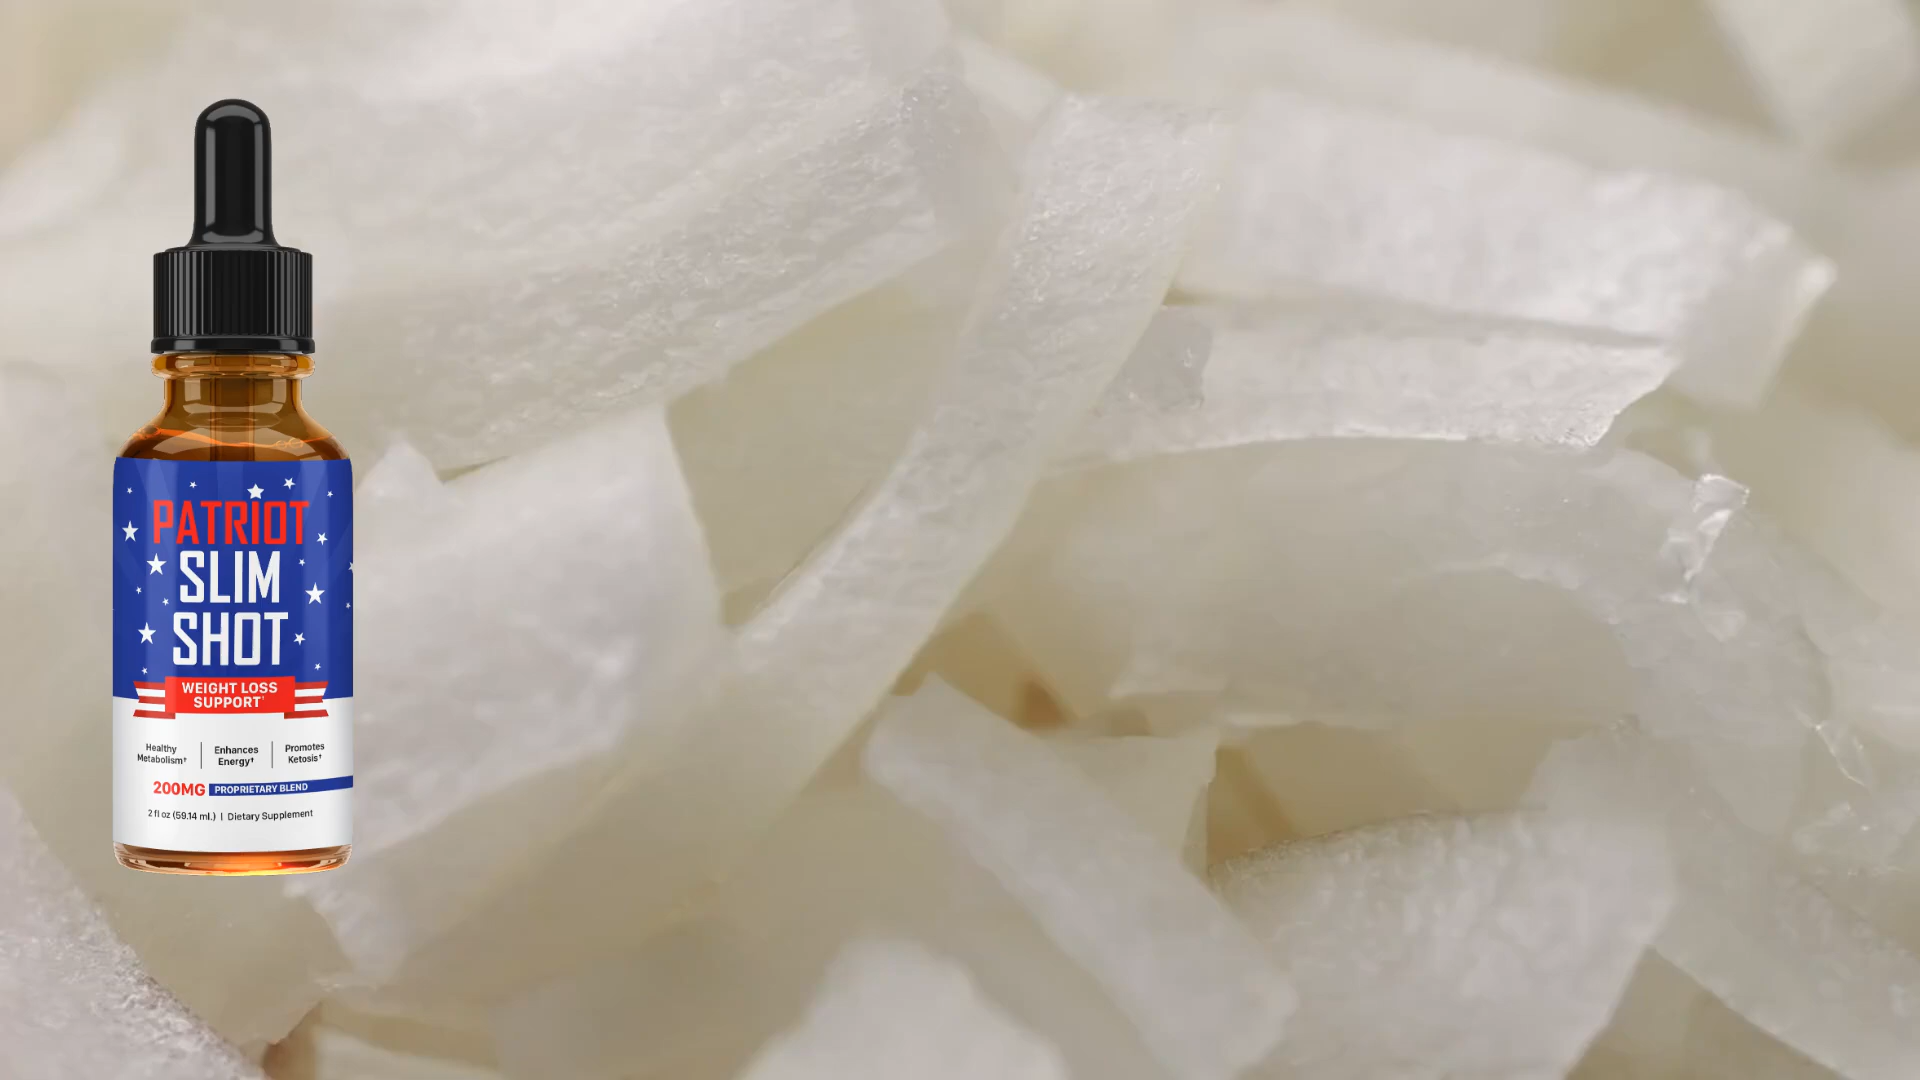 PATRIOT
SLIM
SHOT
WEIGHT LOSS
SUPPORT†
Healthy
Metabolism†
Enhances
Energy†
Promotes
Ketosis†
200MG PROPRIETARY BLEND
2 fl oz (59.14 ml.) | Dietary Supplement